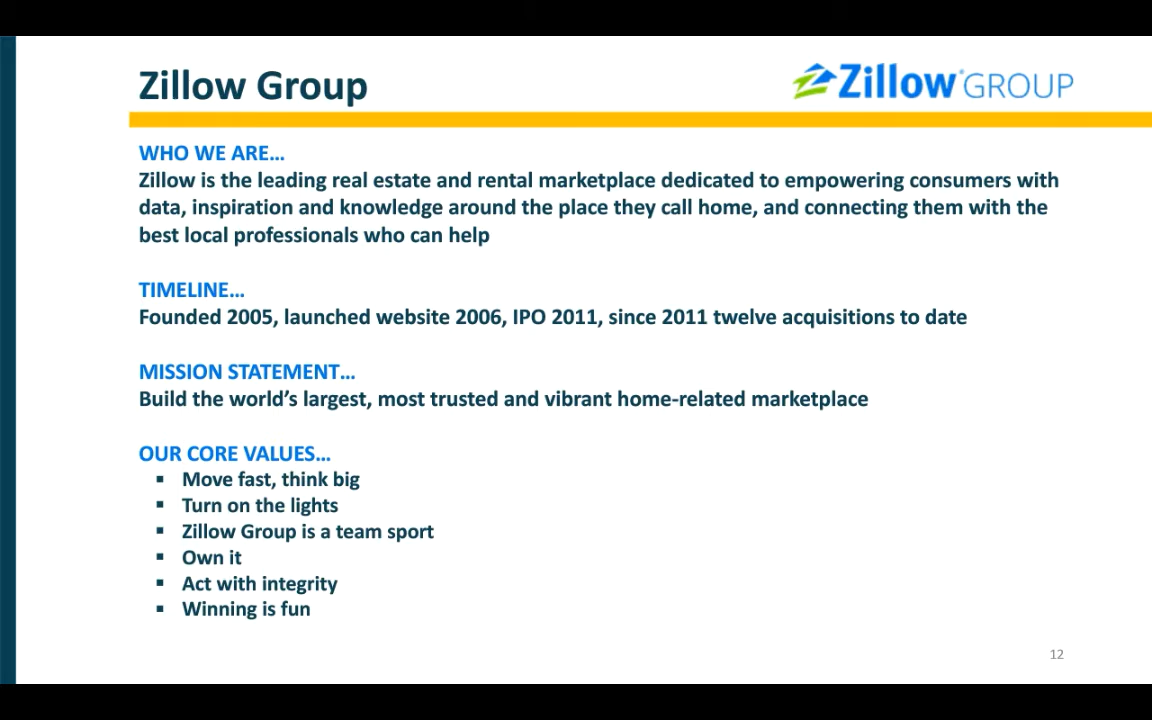 Zillow Group
Zillow® GROUP
WHO WE ARE…
Zillow is the leading real estate and rental marketplace dedicated to empowering consumers with
data, inspiration and knowledge around the place they call home, and connecting them with the
best local professionals who can help
TIMELINE…
Founded 2005, launched website 2006, IPO 2011, since 2011 twelve acquisitions to date
MISSION STATEMENT…
Build the world’s largest, most trusted and vibrant home-related marketplace
OUR CORE VALUES…
▪ Move fast, think big
▪ Turn on the lights
▪ Zillow Group is a team sport
▪ Own it
▪ Act with integrity
▪ Winning is fun
12